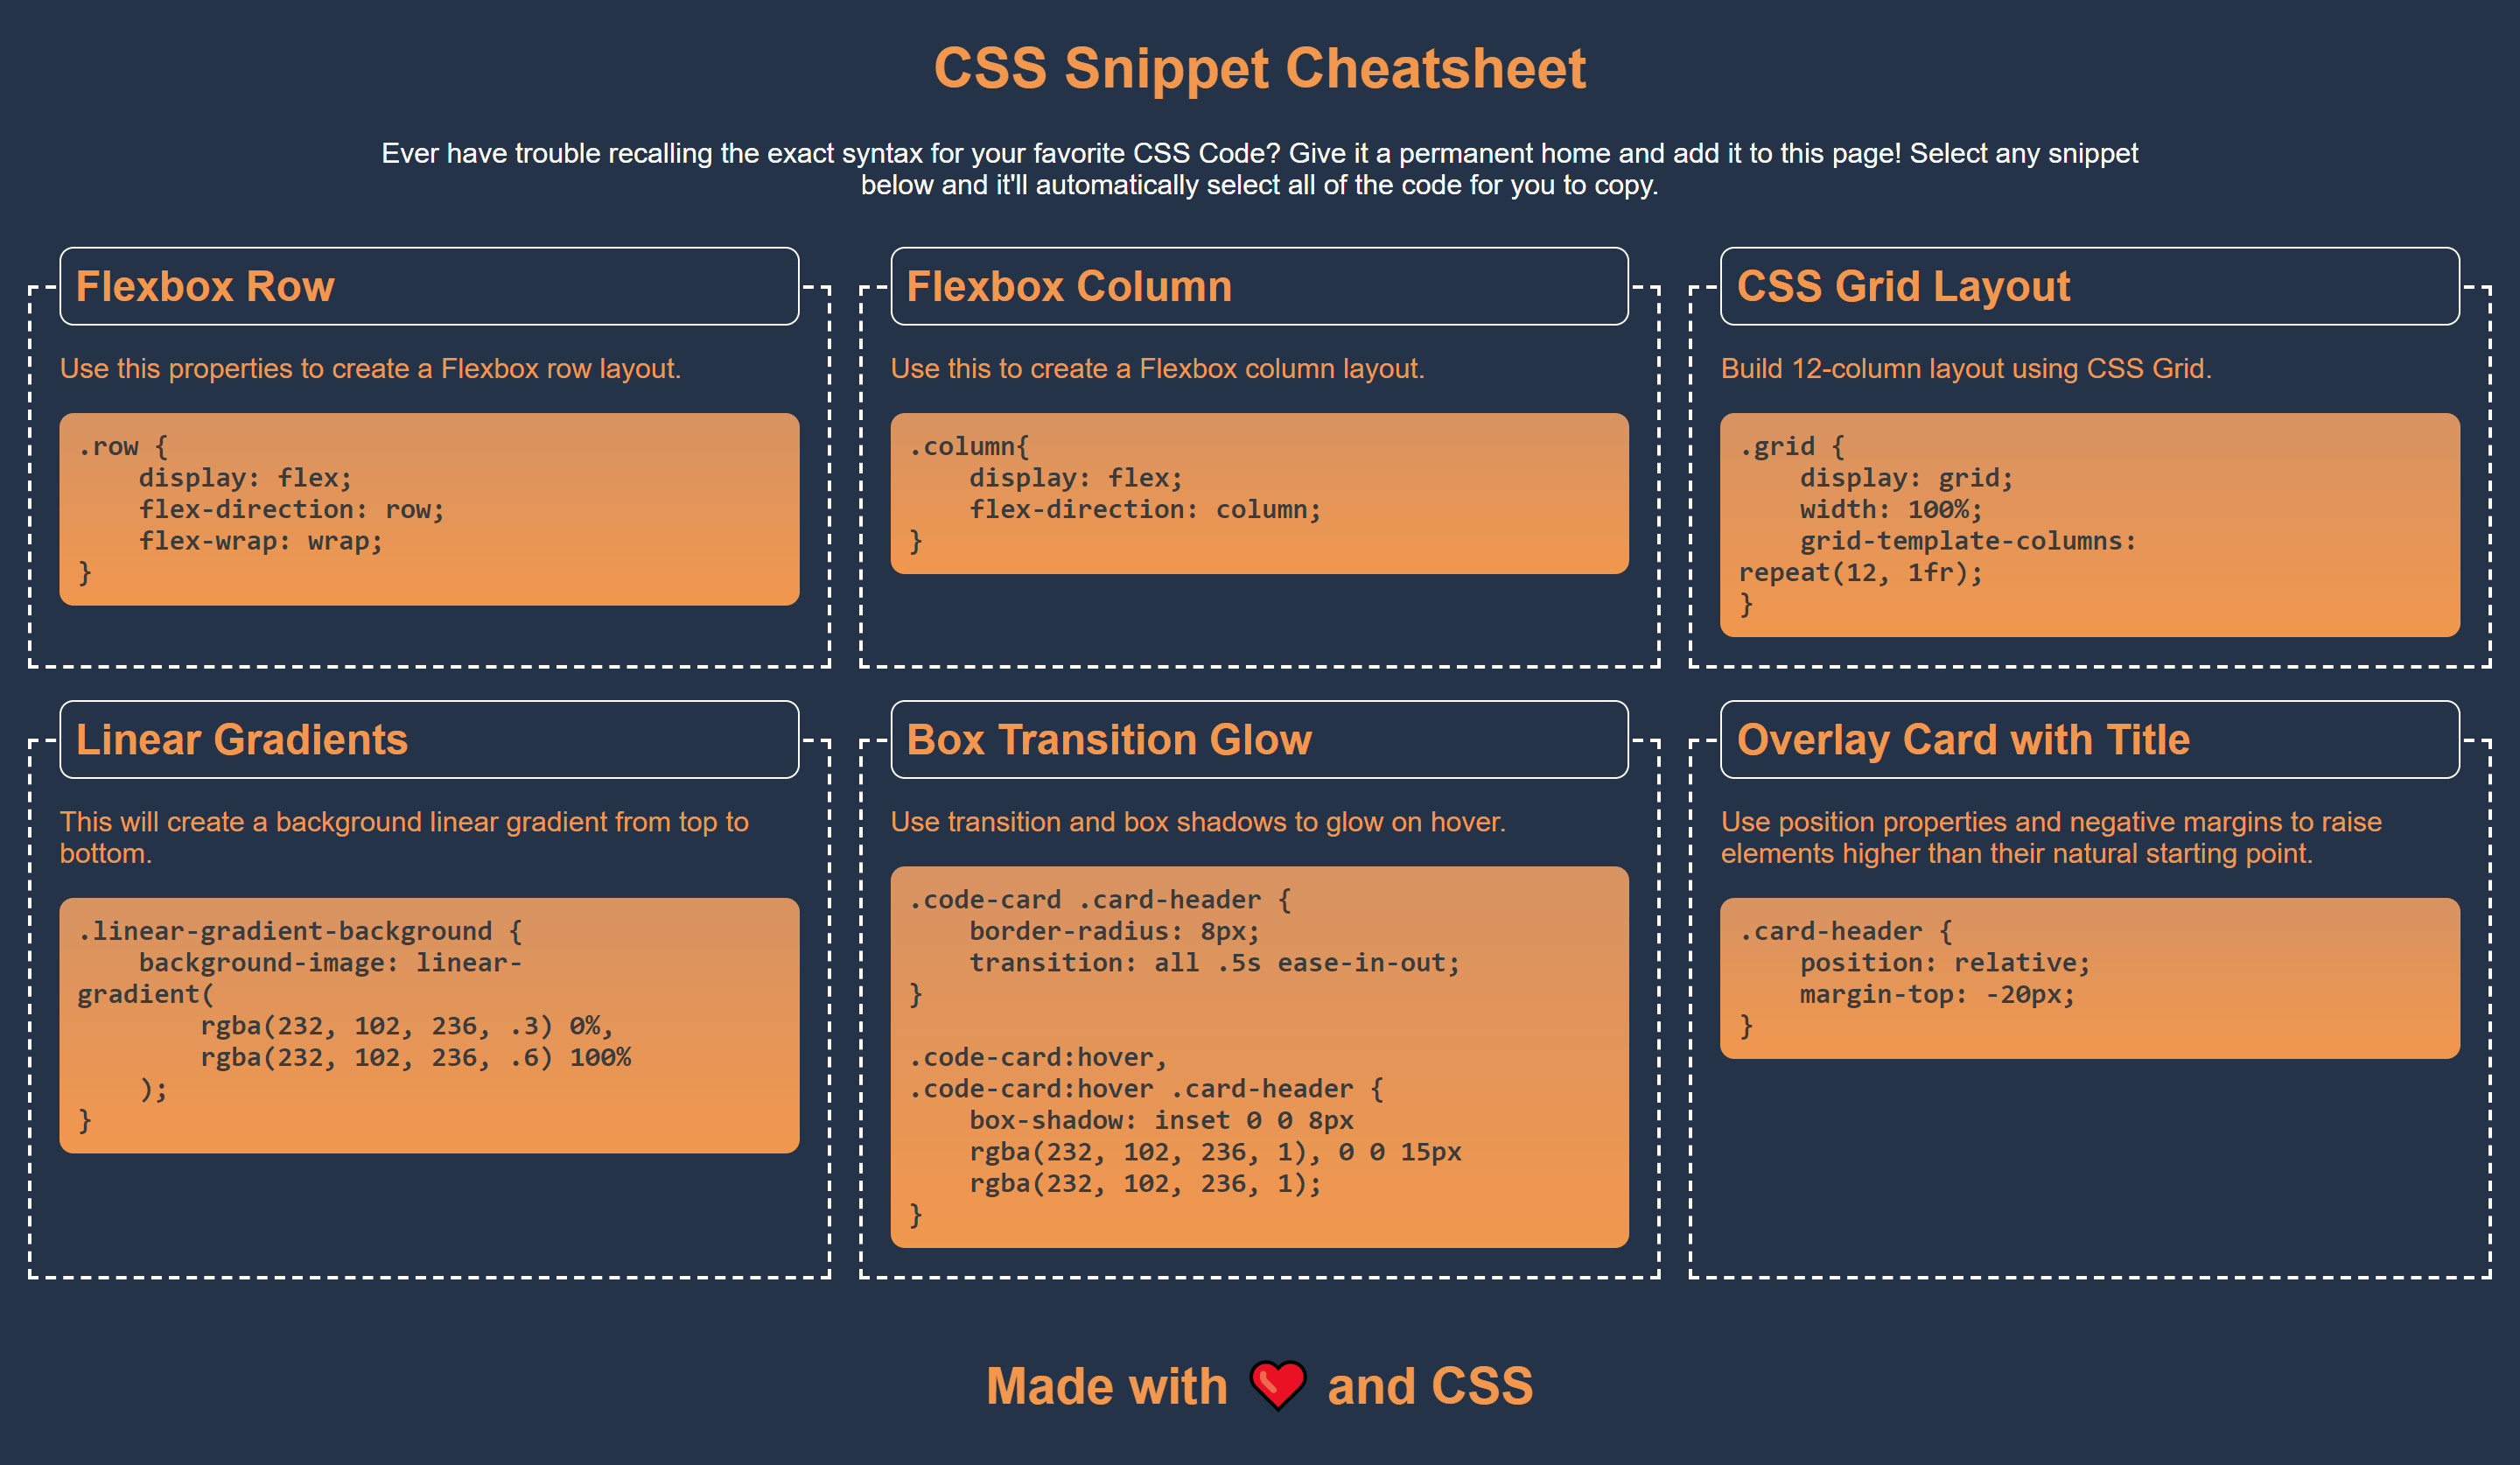 CSS Snippet Cheatsheet
Ever have trouble recalling the exact syntax for your favorite CSS Code? Give it a permanent home and add it to this page! Select any snippet
below and it'll automatically select all of the code for you to copy.
Flexbox Row
Use this properties to create a Flexbox row layout.
.row {
    display: flex;
    flex-direction: row;
    flex-wrap: wrap;
}
Flexbox Column
Use this to create a Flexbox column layout.
.column{
    display: flex;
    flex-direction: column;
}
CSS Grid Layout
Build 12-column layout using CSS Grid.
.grid {
    display: grid;
    width: 100%;
    grid-template-columns:
repeat(12, 1fr);
}
Linear Gradients
This will create a background linear gradient from top to
bottom.
.linear-gradient-background {
    background-image: linear-
gradient(
        rgba(232, 102, 236, .3) 0%,
        rgba(232, 102, 236, .6) 100%
    );
}
Box Transition Glow
Use transition and box shadows to glow on hover.
.code-card .card-header {
    border-radius: 8px;
    transition: all .5s ease-in-out;
}
.code-card:hover,
.code-card:hover .card-header {
    box-shadow: inset 0 0 8px
    rgba(232, 102, 236, 1), 0 0 15px
    rgba(232, 102, 236, 1);
}
Overlay Card with Title
Use position properties and negative margins to raise
elements higher than their natural starting point.
.card-header {
    position: relative;
    margin-top: -20px;
}
Made with ❤️ and CSS